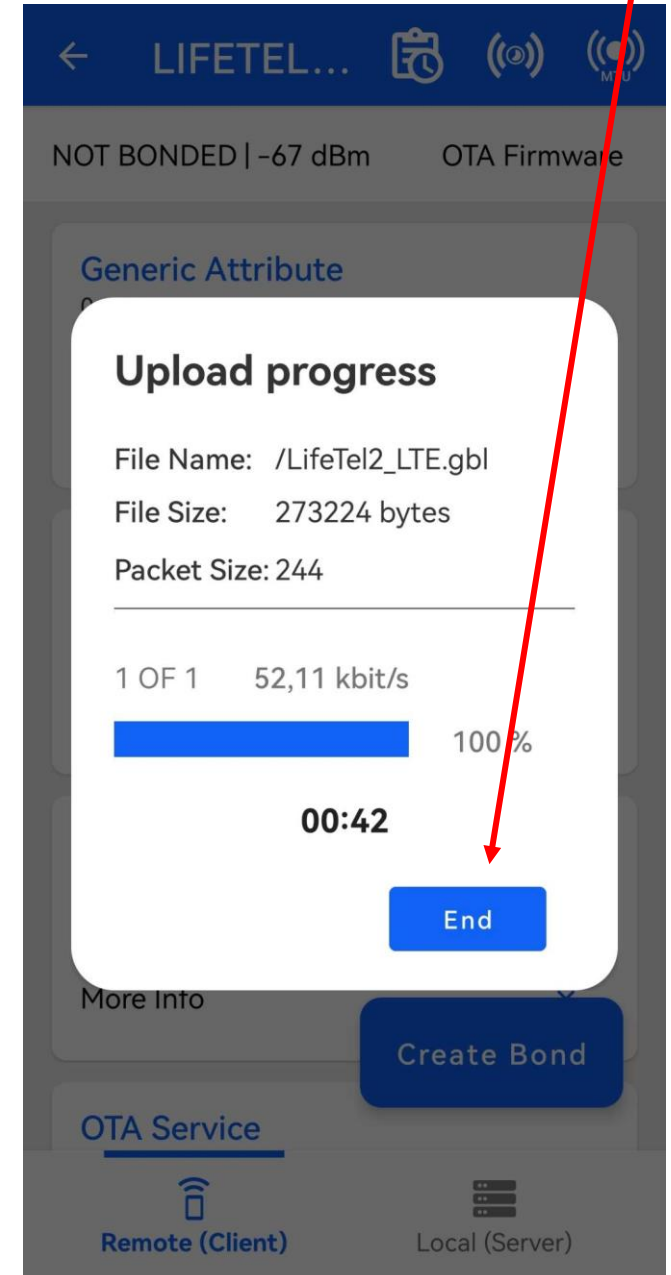 LIFETEL...
MTU
NOT BONDED | -67 dBm OTA Firmware
Generic Attribute
Upload progress
File Name: /LifeTel2_LTE.gbl
File Size: 273224 bytes
Packet Size: 244
1 OF 1 52,11 kbit/s
100 %
00:42
End
More Info
Create Bond
OTA Service
Remote (Client) Local (Server)